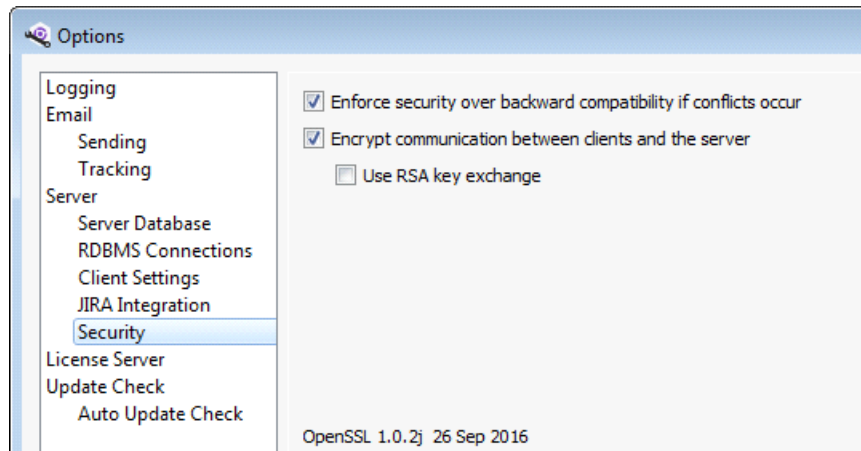 Options
Logging
Email
Sending
Tracking
Server
Server Database
RDBMS Connections
Client Settings
JIRA Integration
Security
License Server
Update Check
Auto Update Check
Enforce security over backward compatibility if conflicts occur
Encrypt communication between clients and the server
Use RSA key exchange
OpenSSL 1.0.2j 26 Sep 2016